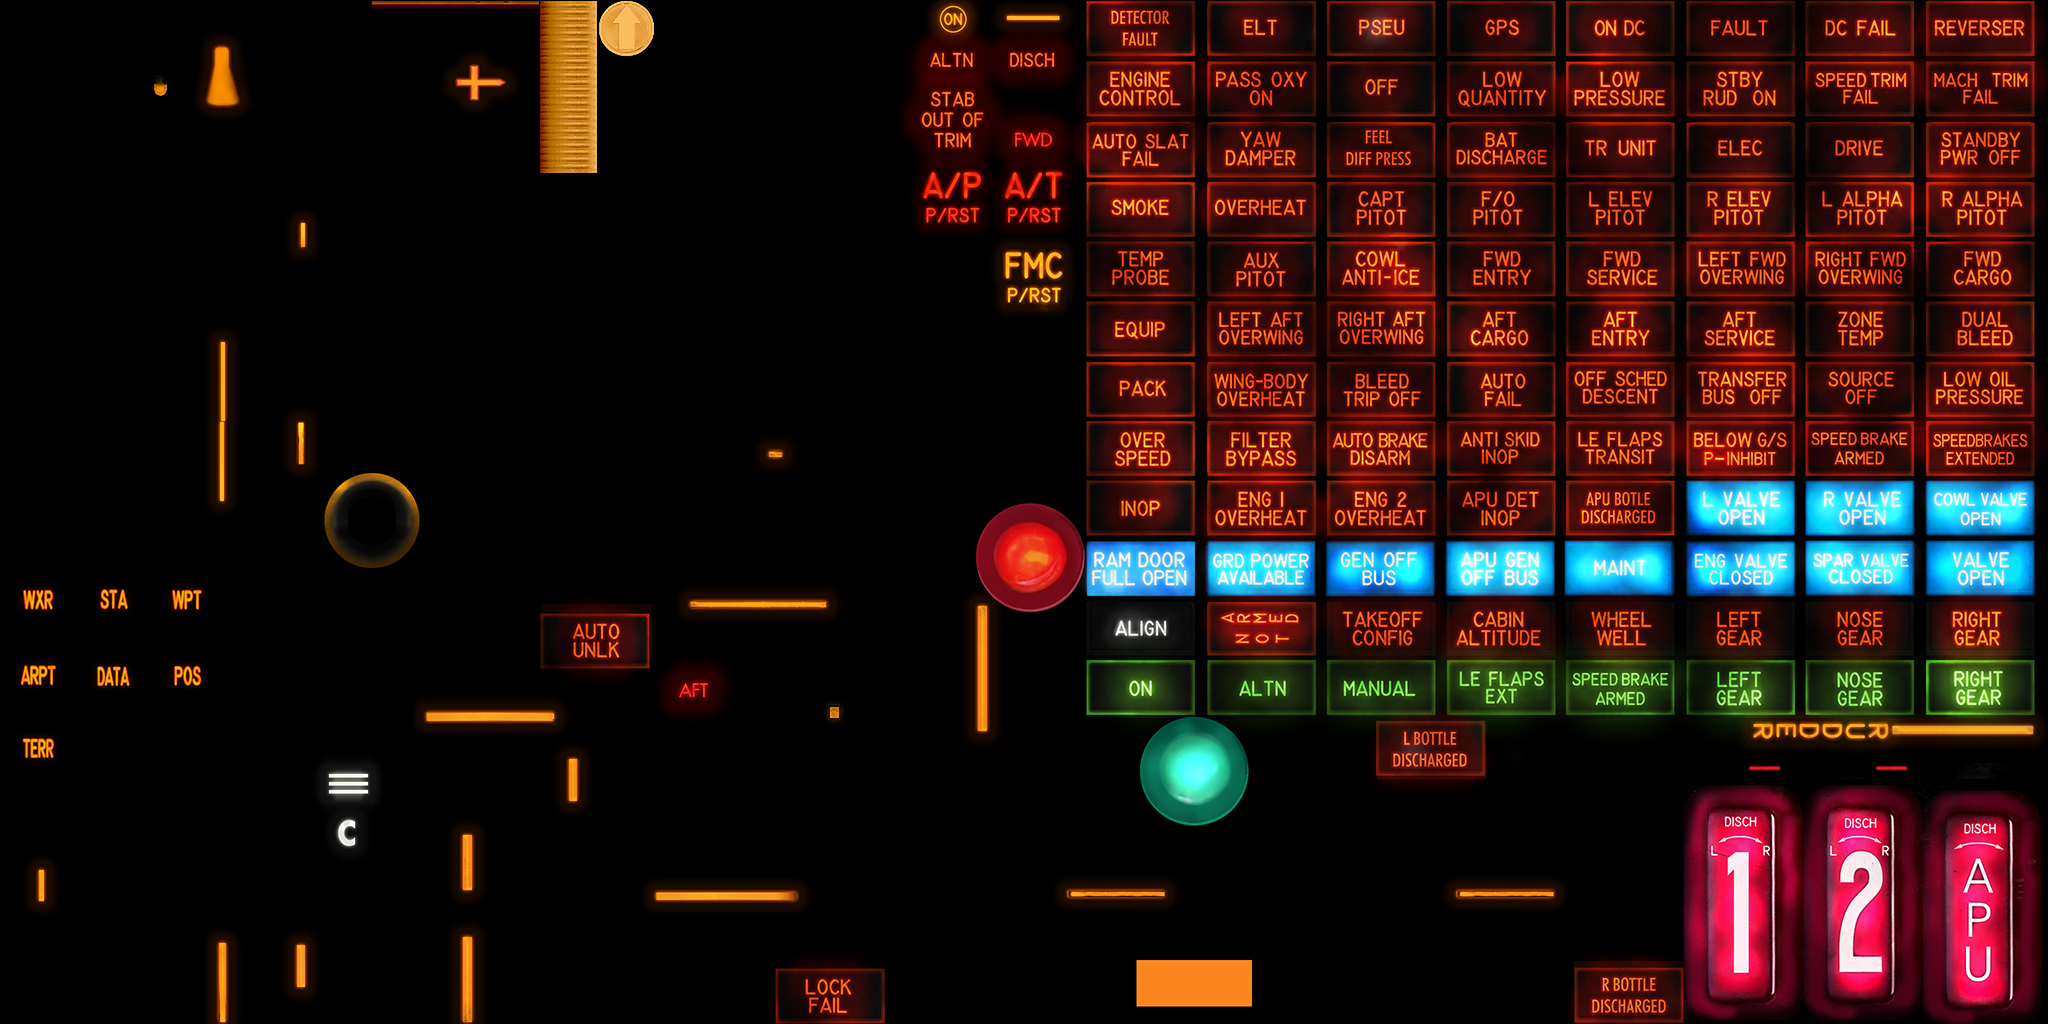 ON
ALTN
DISCH
STAB
OUT OF
TRIM
FWD
A/P
P/RST
A/T
P/RST
FMC
P/RST
DETECTOR
FAULT
ELT
PSEU
GPS
ON DC
FAULT
DC FAIL
REVERSER
ENGINE
CONTROL
PASS OXY
ON
OFF
LOW
QUANTITY
LOW
PRESSURE
STBY
RUD ON
SPEED TRIM
FAIL
MACH TRIM
FAIL
AUTO SLAT
FAIL
YAW
DAMPER
FEEL
DIFF PRESS
BAT
DISCHARGE
TR UNIT
ELEC
DRIVE
STANDBY
PWR OFF
SMOKE
OVERHEAT
CAPT
PITOT
F/O
PITOT
L ELEV
PITOT
R ELEV
PITOT
L ALPHA
PITOT
R ALPHA
PITOT
TEMP
PROBE
AUX
PITOT
COWL
ANTI-ICE
FWD
ENTRY
FWD
SERVICE
LEFT FWD
OVERWING
RIGHT FWD
OVERWING
FWD
CARGO
EQUIP
LEFT AFT
OVERWING
RIGHT AFT
OVERWING
AFT
CARGO
AFT
ENTRY
AFT
SERVICE
ZONE
TEMP
DUAL
BLEED
PACK
WING-BODY
OVERHEAT
BLEED
TRIP OFF
AUTO
FAIL
OFF SCHED
DESCENT
TRANSFER
BUS OFF
SOURCE
OFF
LOW OIL
PRESSURE
OVER
SPEED
FILTER
BYPASS
AUTO BRAKE
DISARM
ANTI SKID
INOP
LE FLAPS
TRANSIT
BELOW G/S
P-INHIBIT
SPEED BRAKE
ARMED
SPEEDBRAKES
EXTENDED
INOP
ENG 1
OVERHEAT
ENG 2
OVERHEAT
APU DET
INOP
APU BOTLE
DISCHARGED
L VALVE
OPEN
R VALVE
OPEN
COWL VALVE
OPEN
RAM DOOR
FULL OPEN
GRD POWER
AVAILABLE
GEN OFF
BUS
APU GEN
OFF BUS
MAINT
ENG VALVE
CLOSED
SPAR VALVE
CLOSED
VALVE
OPEN
ALIGN
ARMED
NOT
TAKEOFF
CONFIG
CABIN
ALTITUDE
WHEEL
WELL
LEFT
GEAR
NOSE
GEAR
RIGHT
GEAR
ON
ALTN
MANUAL
LE FLAPS
EXT
SPEED BRAKE
ARMED
LEFT
GEAR
NOSE
GEAR
RIGHT
GEAR
WXR
STA
WPT
ARPT
DATA
POS
TERR
AUTO
UNLK
AFT
C
LOCK
FAIL
L BOTTLE
DISCHARGED
RUDDER
R BOTTLE
DISCHARGED
DISCH
L R
1
DISCH
L R
2
DISCH
A
P
U